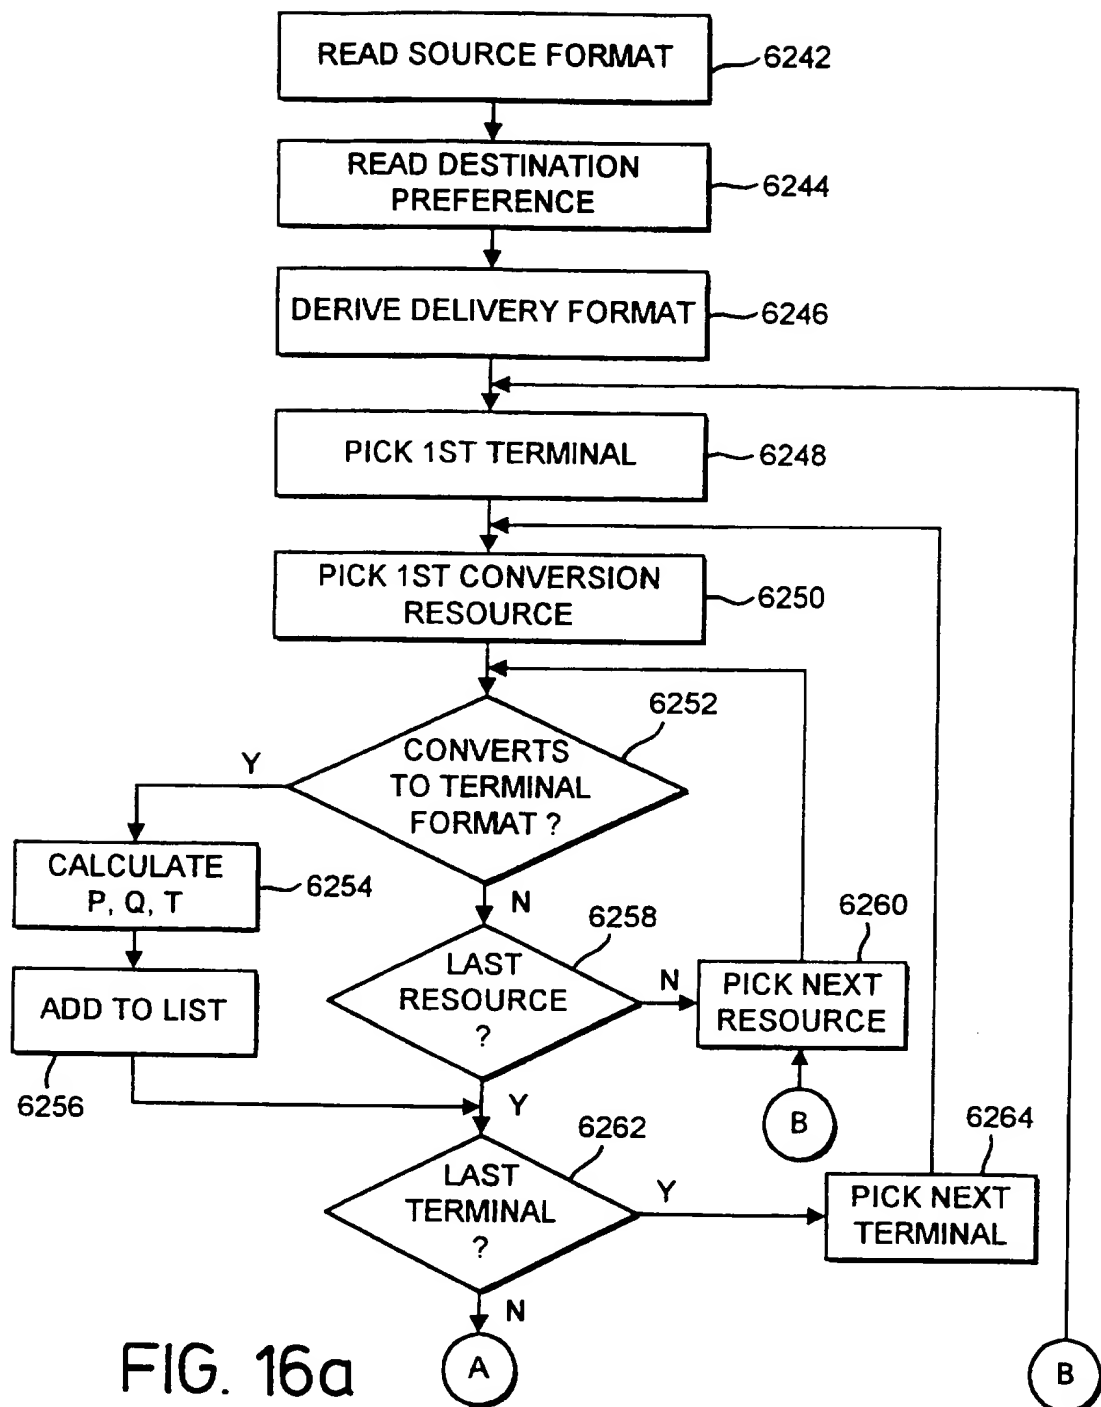 READ SOURCE FORMAT
6242
READ DESTINATION
PREFERENCE
6244
DERIVE DELIVERY FORMAT
6246
PICK 1ST TERMINAL
6248
PICK 1ST CONVERSION
RESOURCE
6250
6252
CONVERTS
TO TERMINAL
FORMAT ?
Y
N
CALCULATE
P, Q, T
6254
ADD TO LIST
6256
6258
LAST
RESOURCE
?
N
Y
6260
PICK NEXT
RESOURCE
B
6262
LAST
TERMINAL
?
Y
N
6264
PICK NEXT
TERMINAL
A
B
FIG. 16a